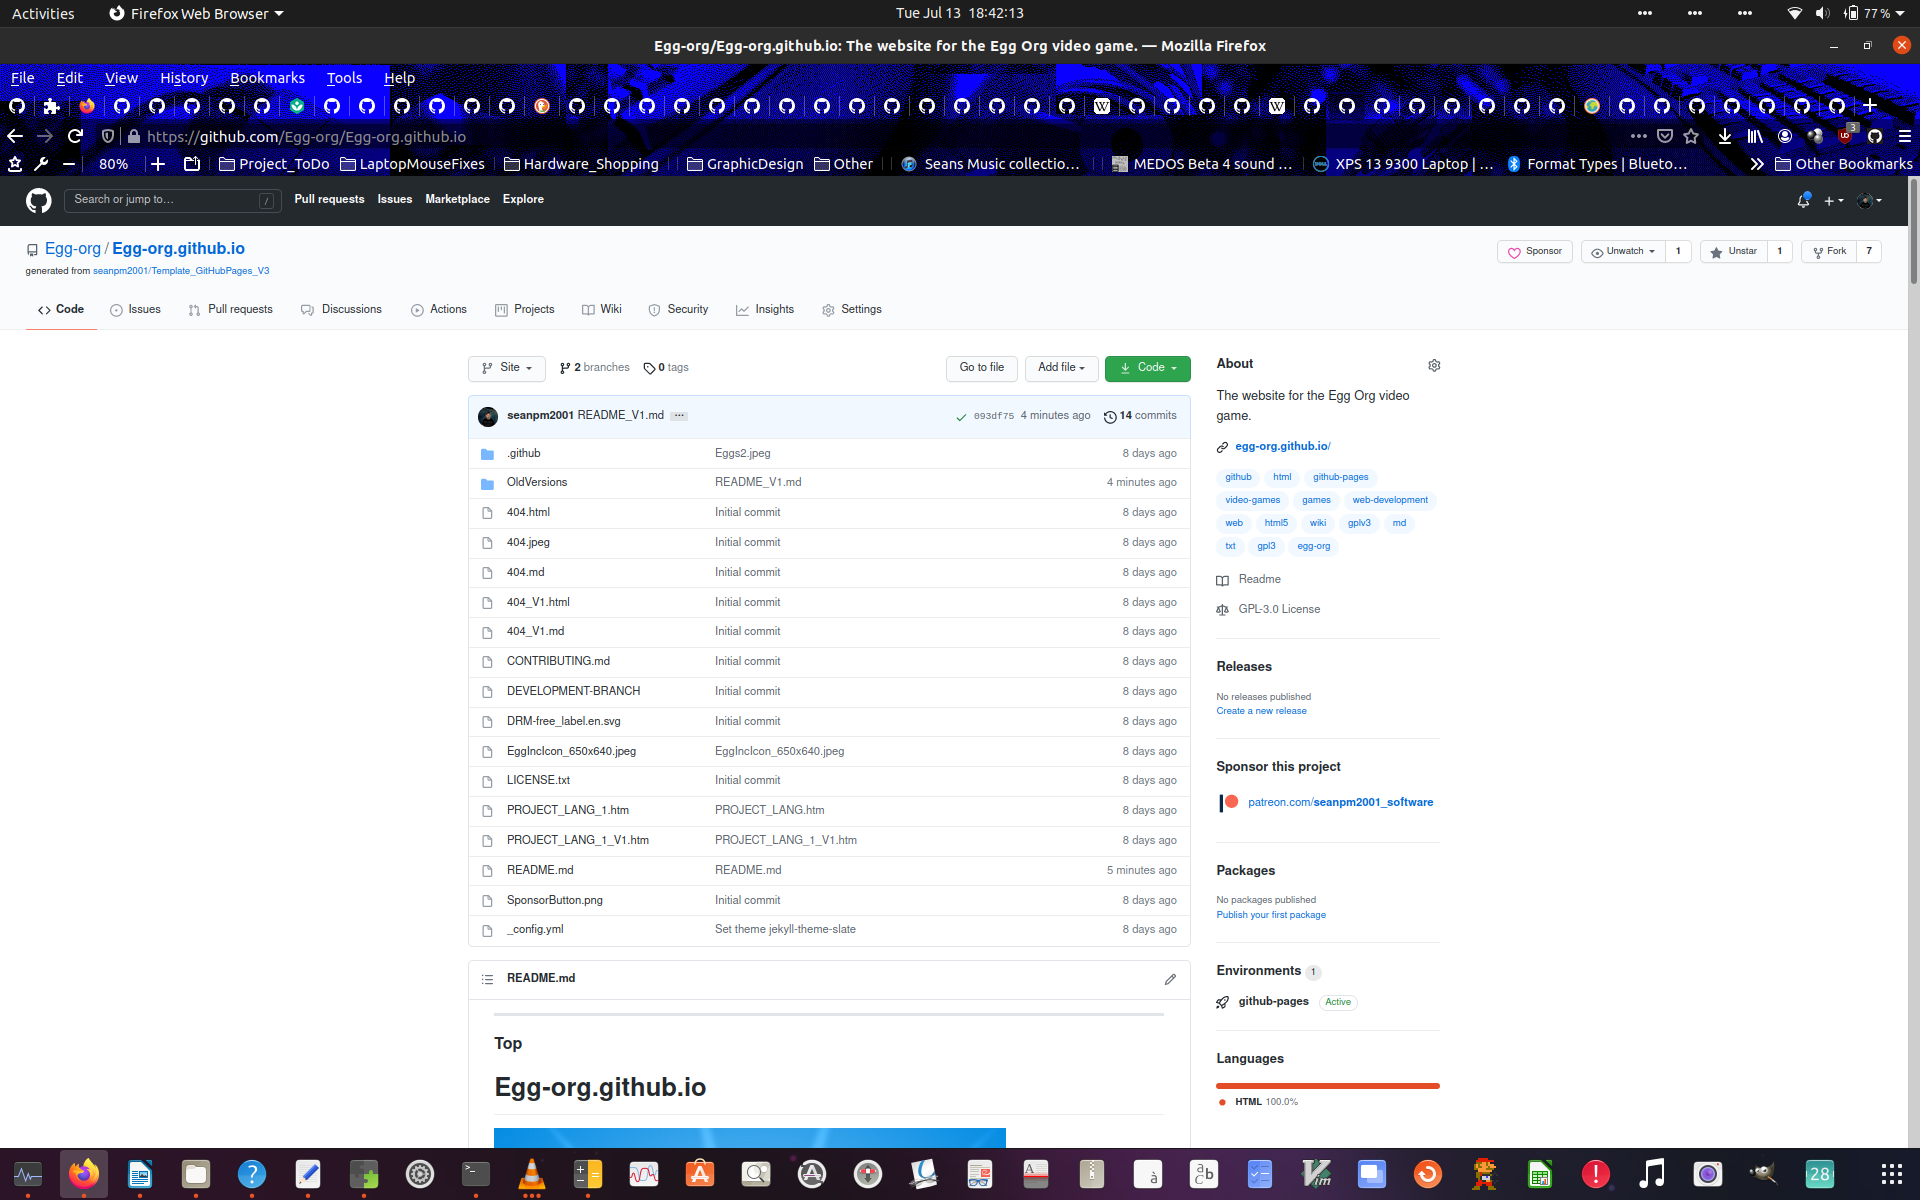 Activities Firefox Web Browser Tue Jul 13 18:42:13 77 %
Egg-org/Egg-org.github.io: The website for the Egg Org video game. — Mozilla Firefox
File Edit View History Bookmarks Tools Help
https://github.com/Egg-org/Egg-org.github.io 3
80% Project_ToDo LaptopMouseFixes Hardware_Shopping GraphicDesign Other Seans Music collectio… MEDOS Beta 4 sound … XPS 13 9300 Laptop | … Format Types | Blueto… Other Bookmarks
Search or jump to… / Pull requests Issues Marketplace Explore
Egg-org / Egg-org.github.io Sponsor Unwatch 1 Unstar 1 Fork 7
generated from seanpm2001/Template_GitHubPages_V3
Code Issues Pull requests Discussions Actions Projects Wiki Security Insights Settings
Site 2 branches 0 tags Go to file Add file Code
seanpm2001 README_V1.md ... 093df75 4 minutes ago 14 commits
.github Eggs2.jpeg 8 days ago
OldVersions README_V1.md 4 minutes ago
404.html Initial commit 8 days ago
404.jpeg Initial commit 8 days ago
404.md Initial commit 8 days ago
404_V1.html Initial commit 8 days ago
404_V1.md Initial commit 8 days ago
CONTRIBUTING.md Initial commit 8 days ago
DEVELOPMENT-BRANCH Initial commit 8 days ago
DRM-free_label.en.svg Initial commit 8 days ago
EggIncIcon_650x640.jpeg EggIncIcon_650x640.jpeg 8 days ago
LICENSE.txt Initial commit 8 days ago
PROJECT_LANG_1.htm PROJECT_LANG.htm 8 days ago
PROJECT_LANG_1_V1.htm PROJECT_LANG_1_V1.htm 8 days ago
README.md README.md 5 minutes ago
SponsorButton.png Initial commit 8 days ago
_config.yml Set theme jekyll-theme-slate 8 days ago
README.md
Top
Egg-org.github.io
About
The website for the Egg Org video
game.
egg-org.github.io/
github html github-pages
video-games games web-development
web html5 wiki gplv3 md
txt gpl3 egg-org
Readme
GPL-3.0 License
Releases
No releases published
Create a new release
Sponsor this project
patreon.com/seanpm2001_software
Packages
No packages published
Publish your first package
Environments 1
github-pages Active
Languages
HTML 100.0%
28